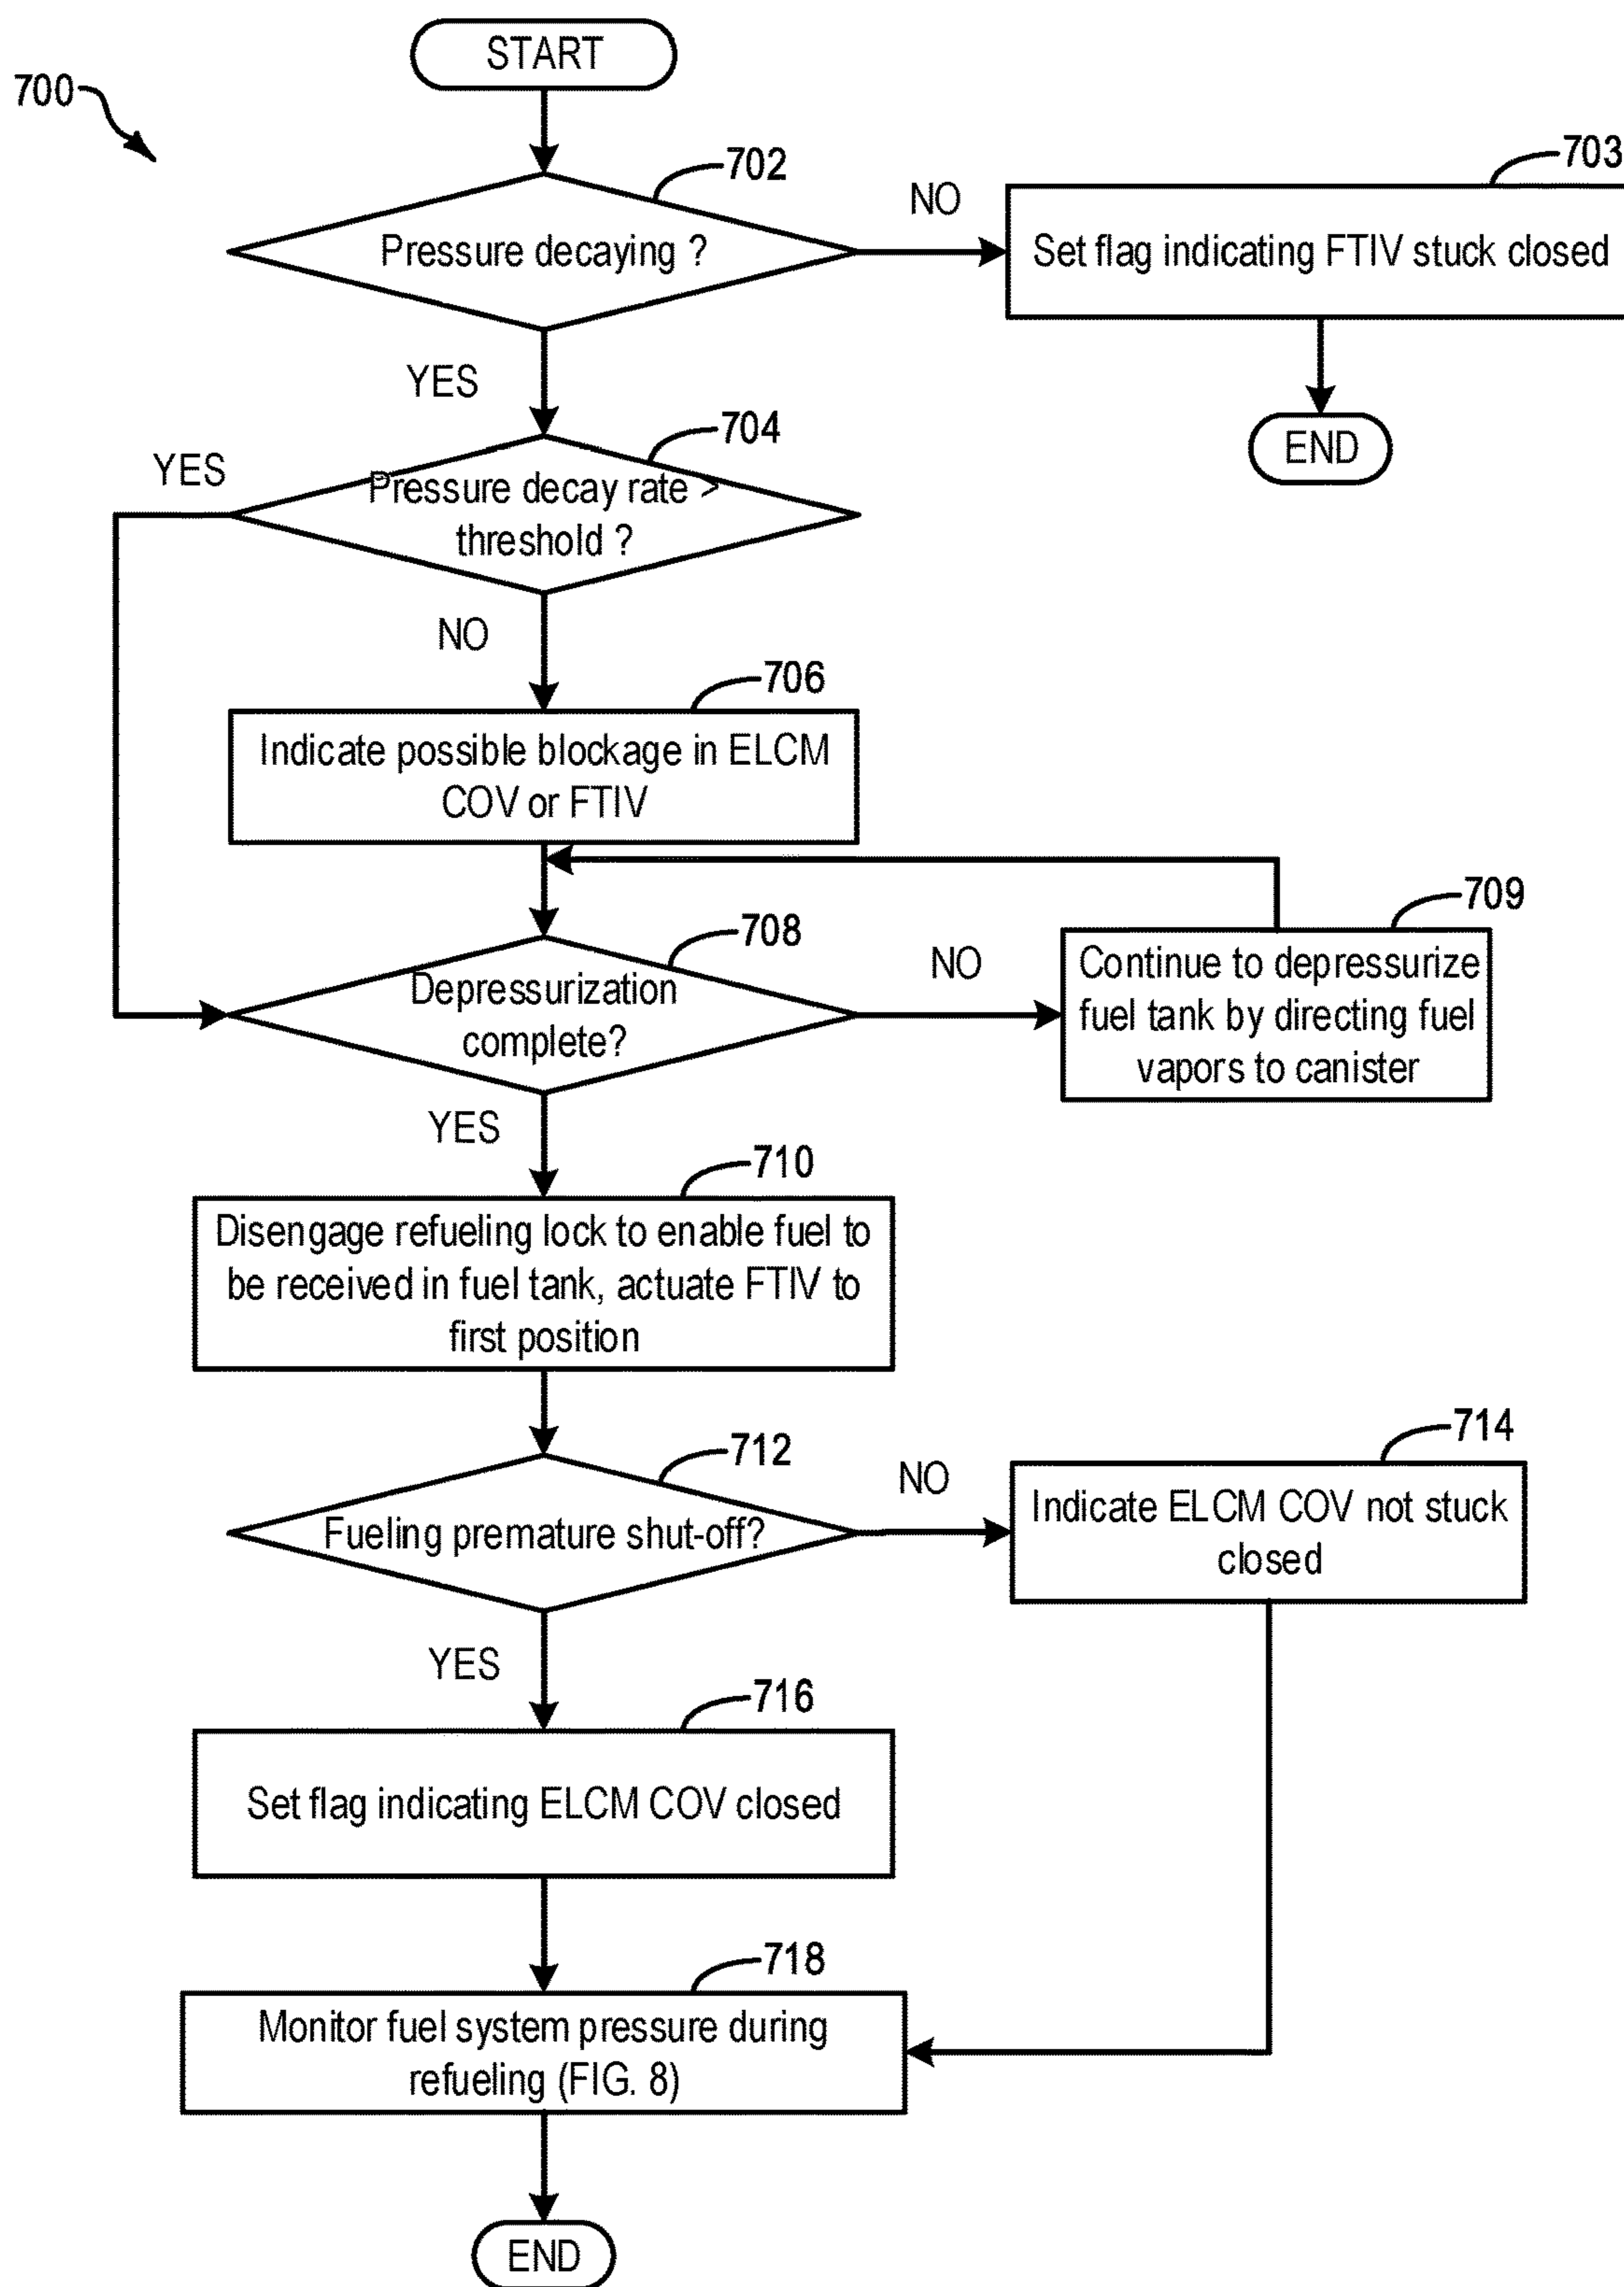 START
700
702
703
NO
Pressure decaying ?
Set flag indicating FTIV stuck closed
YES
704
END
YES
Pressure decay rate >
threshold ?
NO
706
Indicate possible blockage in ELCM
COV or FTIV
709
708
NO
Continue to depressurize
fuel tank by directing fuel
vapors to canister
Depressurization
complete?
YES
710
Disengage refueling lock to enable fuel to
be received in fuel tank, actuate FTIV to
first position
712
714
NO
Indicate ELCM COV not stuck
closed
Fueling premature shut-off?
YES
716
Set flag indicating ELCM COV closed
718
Monitor fuel system pressure during
refueling (FIG. 8)
END